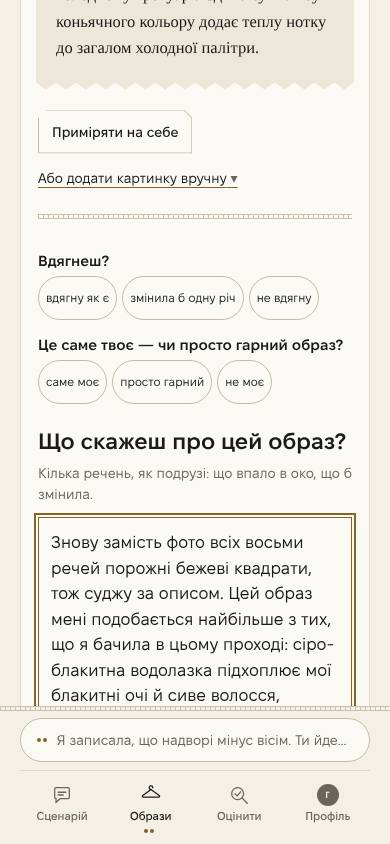 коньячного кольору додає теплу нотку
до загалом холодної палітри.
Приміряти на себе
Або додати картинку вручну ▾
Вдягнеш?
вдягну як є
змінила б одну річ
не вдягну
Це саме твоє — чи просто гарний образ?
саме моє
просто гарний
не моє
Що скажеш про цей образ?
Кілька речень, як подрузі: що впало в око, що б
змінила.
Знову замість фото всіх восьми
речей порожні бежеві квадрати,
тож суджу за описом. Цей образ
мені подобається найбільше з тих,
що я бачила в цьому проході: сіро-
блакитна водолазка підхоплює мої
блакитні очі й сиве волосся,
Я записала, що надворі мінус вісім. Ти йде…
Сценарій
Образи
Оцінити
Г
Профіль